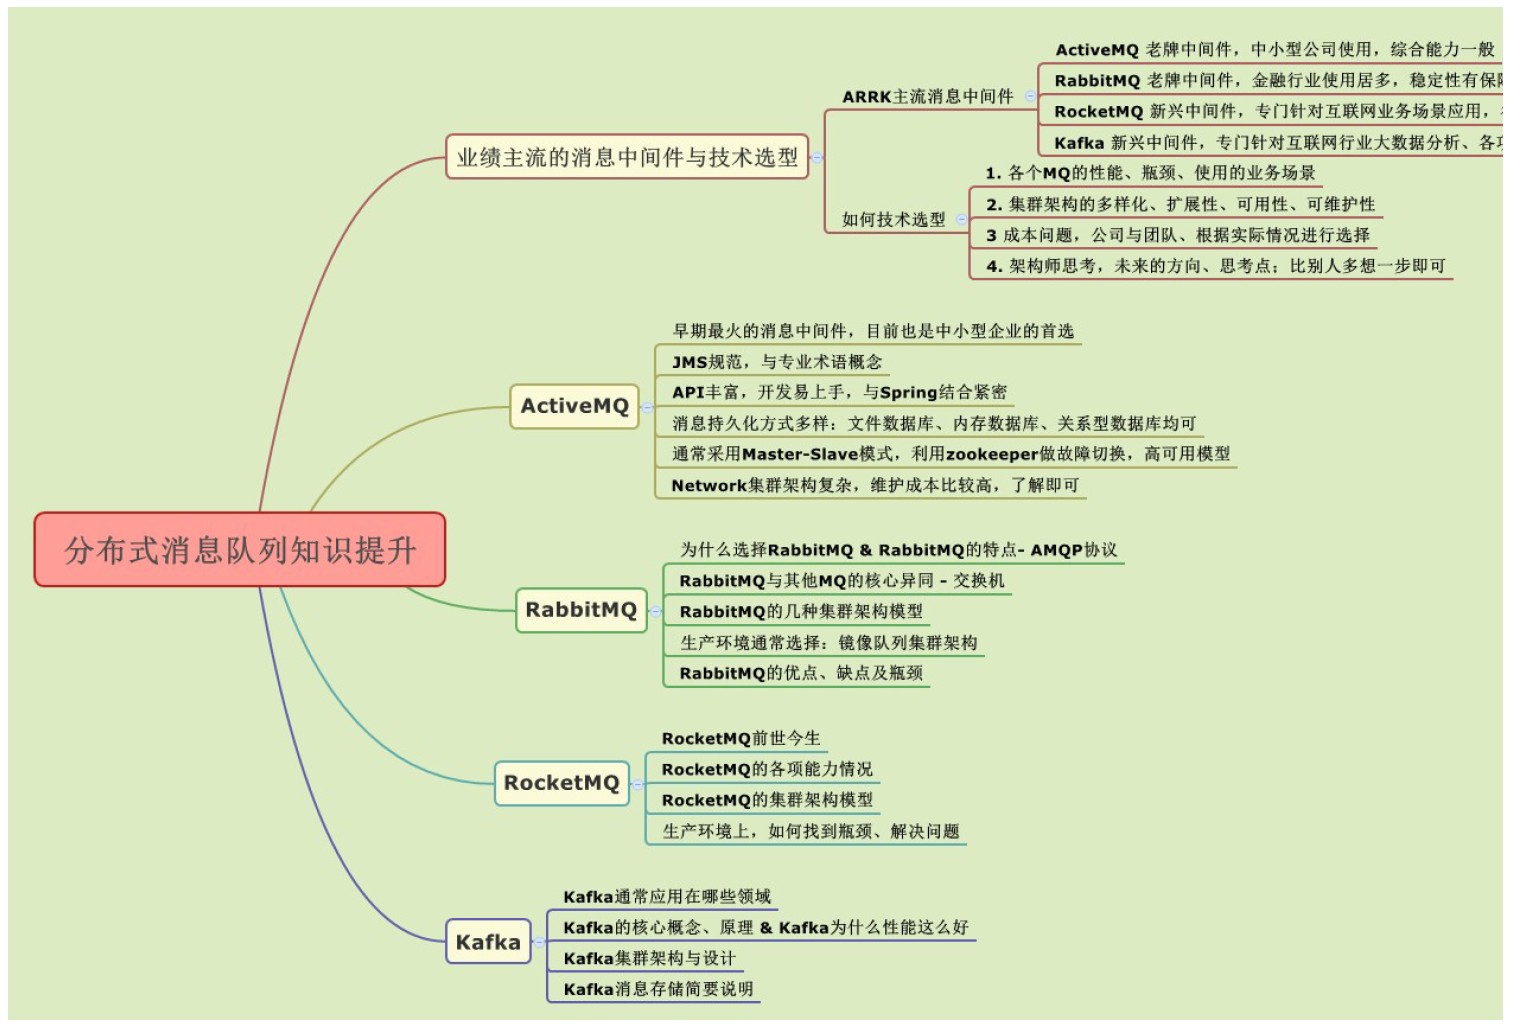 ActiveMQ 老牌中间件，中小型公司使用，综合能力一般
RabbitMQ 老牌中间件，金融行业使用居多，稳定性有保
ARRK主流消息中间件
RocketMQ 新兴中间件，专门针对互联网业务场景应用，
Kafka 新兴中间件，专门针对互联网行业大数据分析、各
业绩主流的消息中间件与技术选型
1. 各个MQ的性能、瓶颈、使用的业务场景
2. 集群架构的多样化、扩展性、可用性、可维护性
如何技术选型
3 成本问题，公司与团队、根据实际情况进行选择
4. 架构师思考，未来的方向、思考点；比别人多想一步即可
早期最火的消息中间件，目前也是中小型企业的首选
JMS规范，与专业术语概念
API丰富，开发易上手，与Spring结合紧密
ActiveMQ
消息持久化方式多样：文件数据库、内存数据库、关系型数据库均可
通常采用Master-Slave模式，利用zookeeper做故障切换，高可用模型
Network集群架构复杂，维护成本比较高，了解即可
分布式消息队列知识提升
为什么选择RabbitMQ & RabbitMQ的特点- AMQP协议
RabbitMQ与其他MQ的核心异同 - 交换机
RabbitMQ
RabbitMQ的几种集群架构模型
生产环境通常选择：镜像队列集群架构
RabbitMQ的优点、缺点及瓶颈
RocketMQ前世今生
RocketMQ的各项能力情况
RocketMQ
RocketMQ的集群架构模型
生产环境上，如何找到瓶颈、解决问题
Kafka通常应用在哪些领域
Kafka的核心概念、原理 & Kafka为什么性能这么好
Kafka
Kafka集群架构与设计
Kafka消息存储简要说明